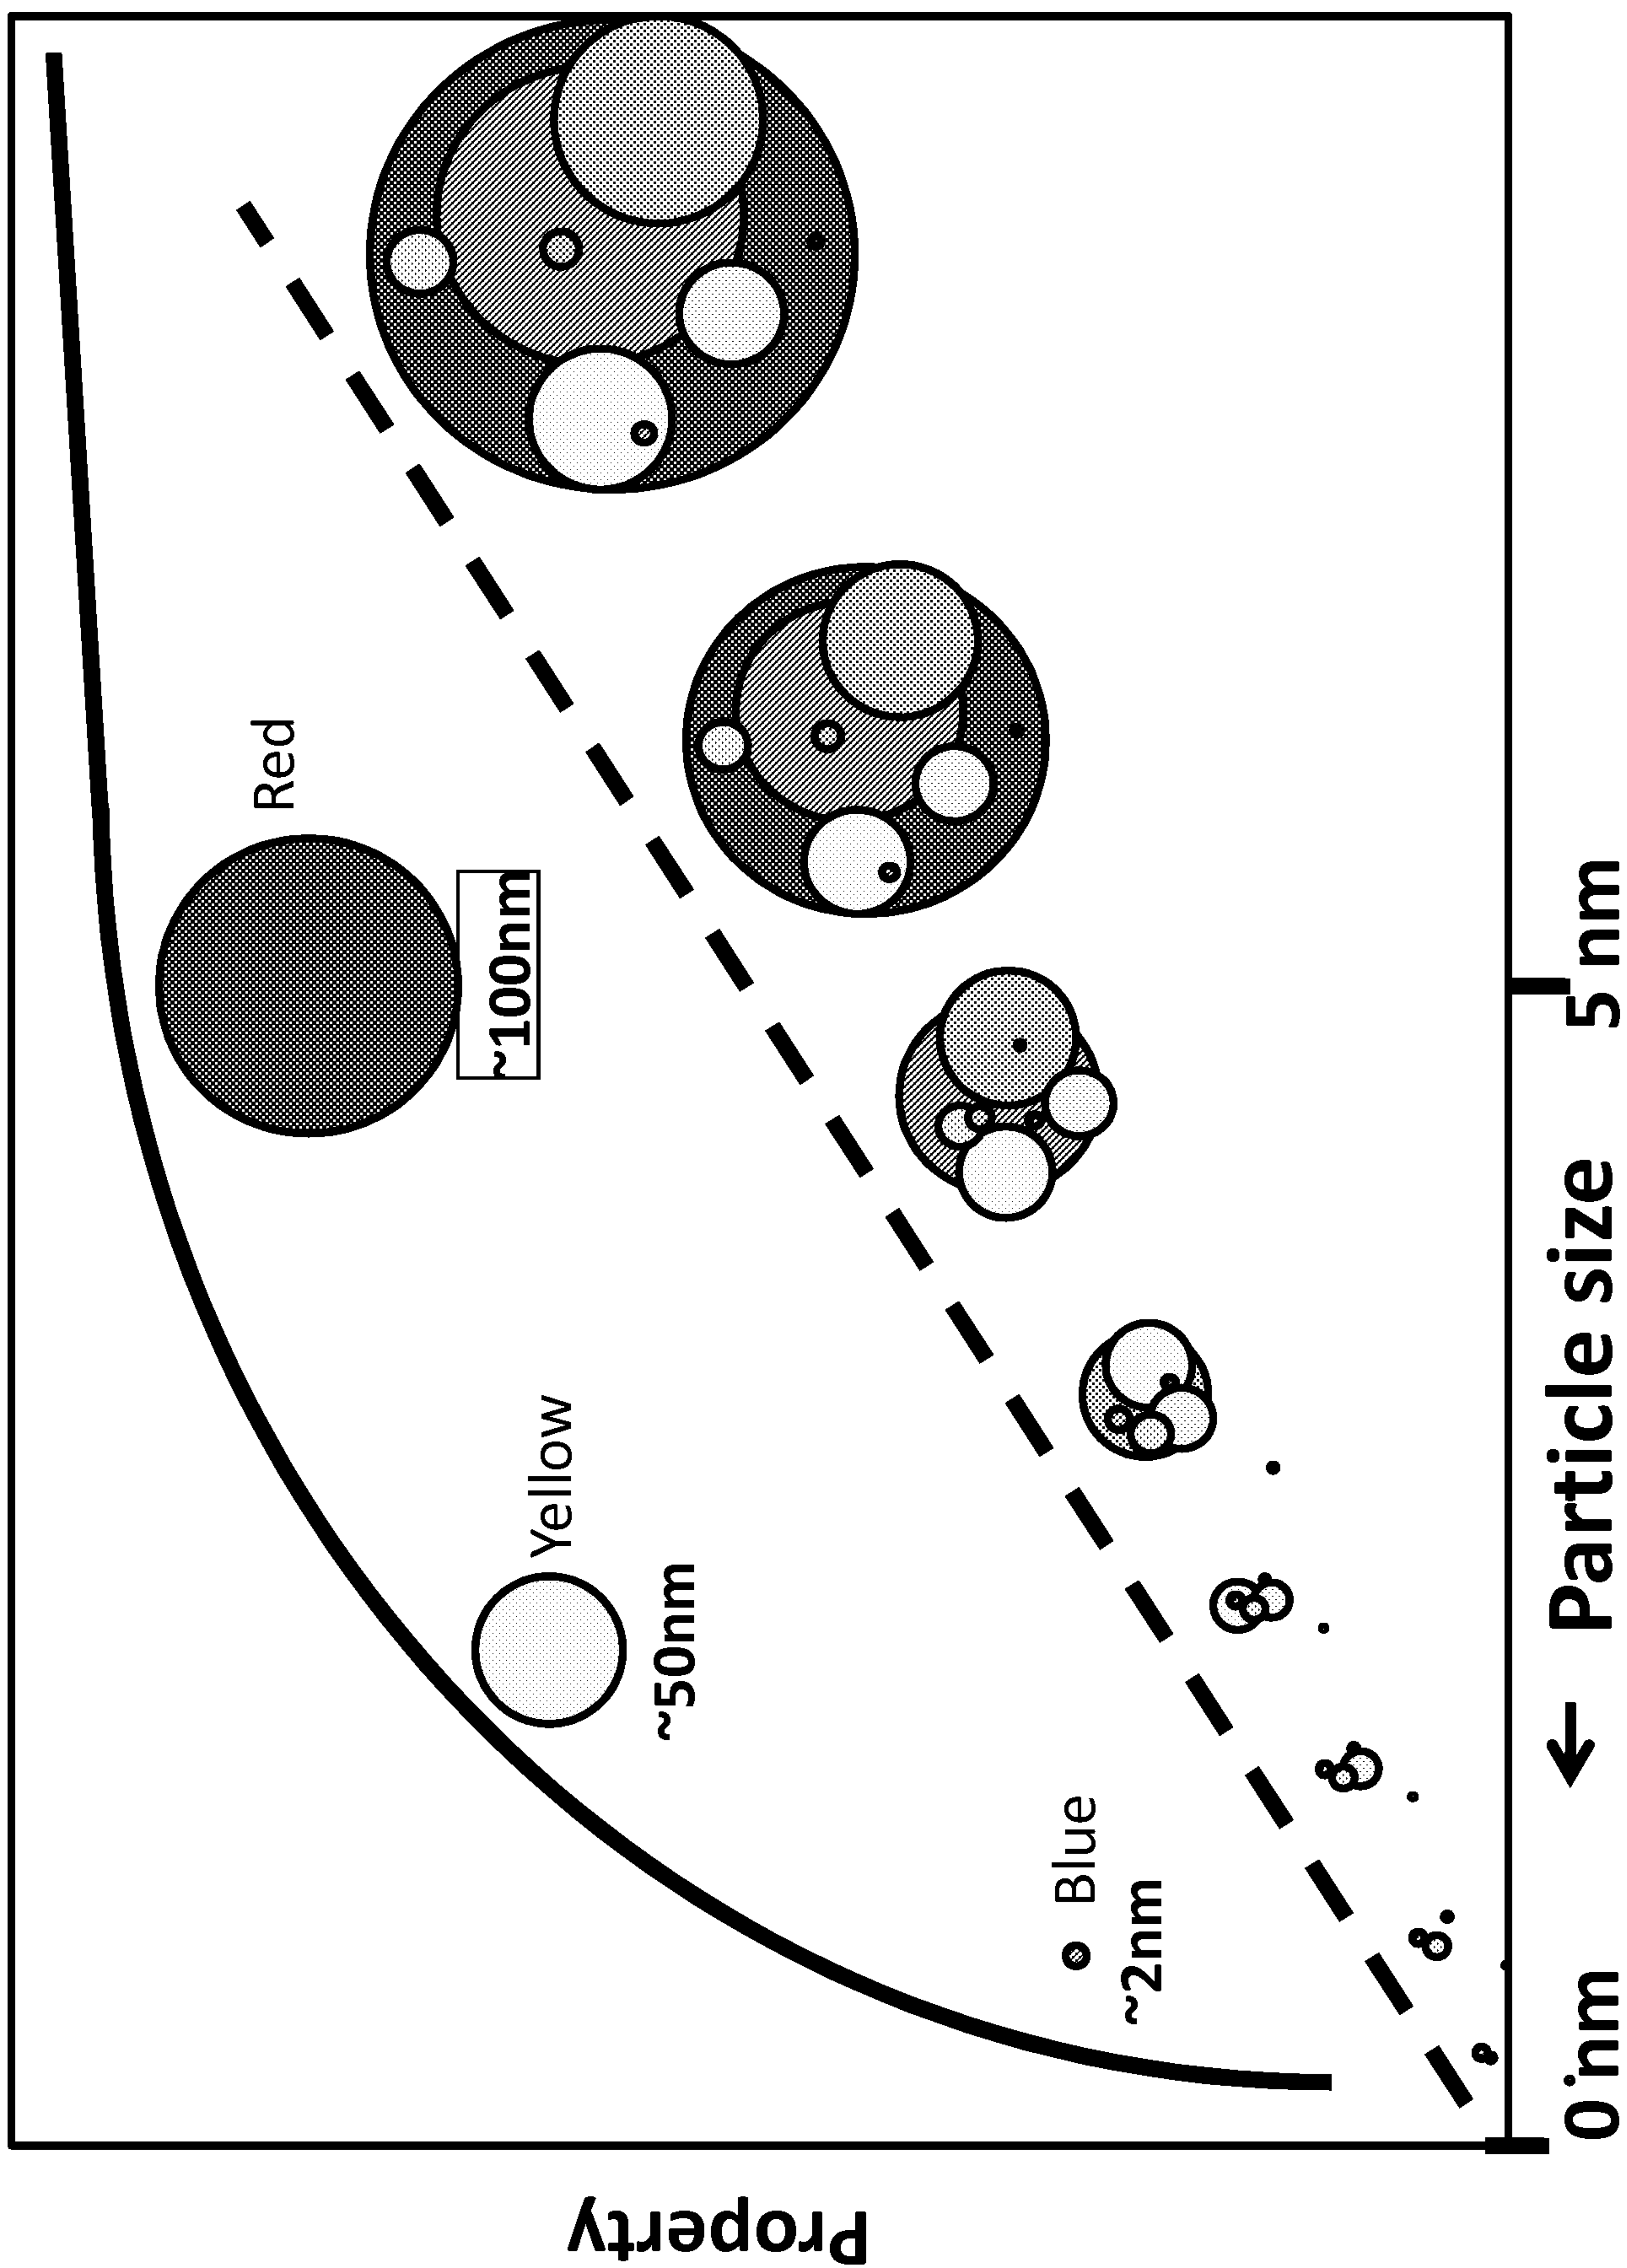 Property
Red
~100nm
Yellow
~50nm
Blue
~2nm
0 nm
← Particle size
5 nm